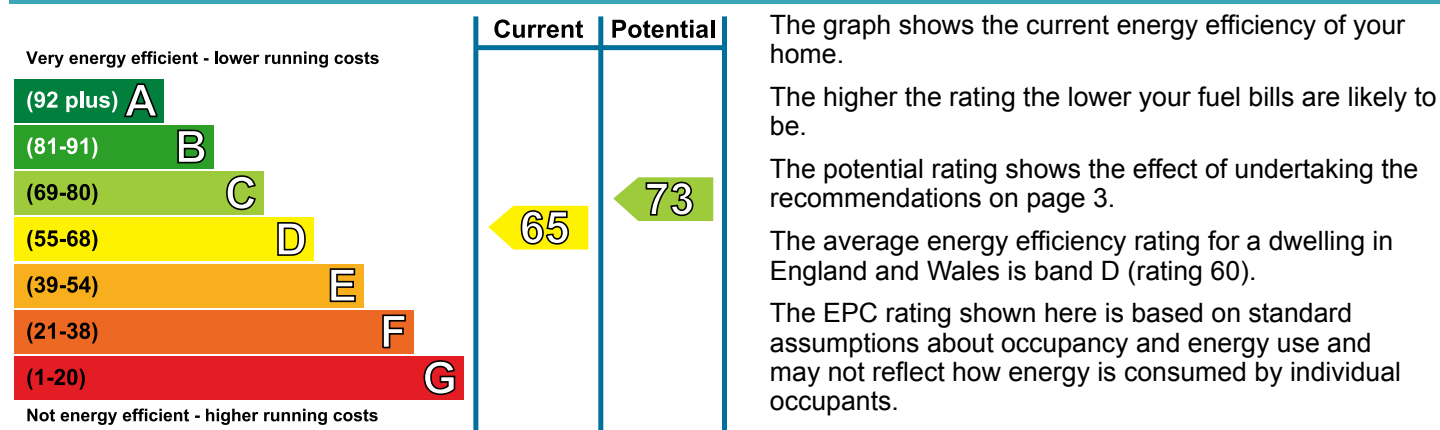 Current Potential
Very energy efficient - lower running costs
(92 plus) A
(81-91) B
(69-80) C
(55-68) D
(39-54) E
(21-38) F
(1-20) G
Not energy efficient - higher running costs
65
73
The graph shows the current energy efficiency of your
home.
The higher the rating the lower your fuel bills are likely to
be.
The potential rating shows the effect of undertaking the
recommendations on page 3.
The average energy efficiency rating for a dwelling in
England and Wales is band D (rating 60).
The EPC rating shown here is based on standard
assumptions about occupancy and energy use and
may not reflect how energy is consumed by individual
occupants.